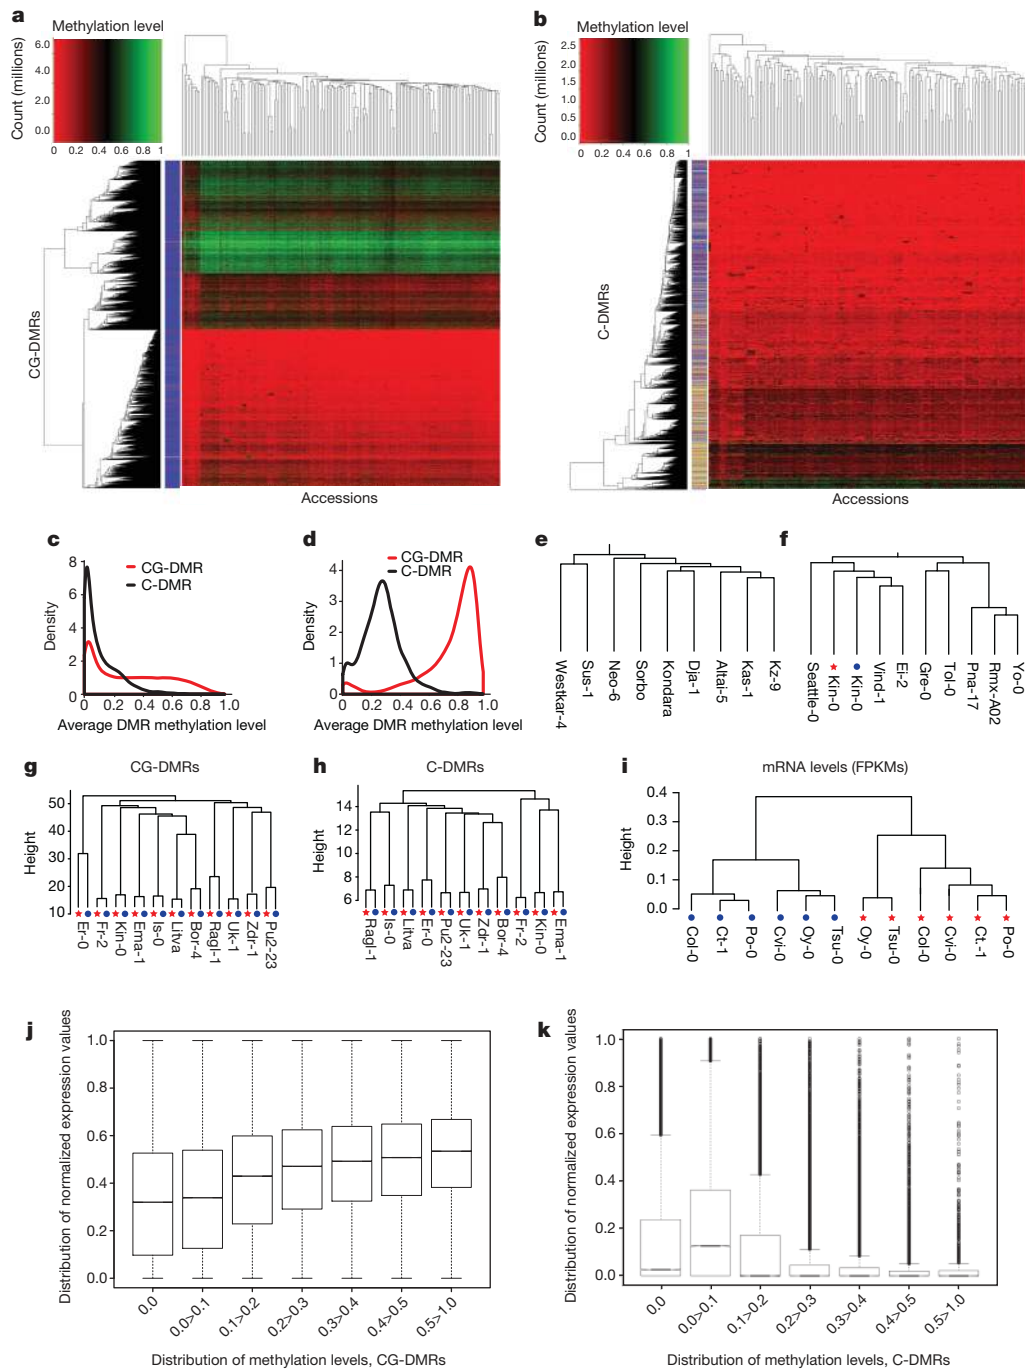 a
Methylation level
Count (millions)
6.0
4.0
2.0
0.0
0 0.2 0.4 0.6 0.8 1
CG-DMRs
Accessions
b
Methylation level
Count (millions)
2.5
2.0
1.5
1.0
0.5
0.0
0 0.2 0.4 0.6 0.8 1
C-DMRs
Accessions
c
CG-DMR
C-DMR
Density
8
6
4
2
0
0 0.2 0.4 0.6 0.8 1.0
Average DMR methylation level
d
CG-DMR
C-DMR
Density
4
3
2
1
0
0 0.2 0.4 0.6 0.8 1.0
Average DMR methylation level
e
Westkar-4
Sus-1
Neo-6
Sorbo
Kondara
Dja-1
Altai-5
Kas-1
Kz-9
f
Seattle-0
Kin-0
Kin-0
Vind-1
Ei-2
Gre-0
Tol-0
Pna-17
Rmx-A02
Yo-0
g
CG-DMRs
Height
50
40
30
20
10
Er-0
Fr-2
Kin-0
Ema-1
Is-0
Litva
Bor-4
Ragl-1
Uk-1
Zdr-1
Pu2-23
h
C-DMRs
Height
14
12
10
8
6
Ragl-1
Is-0
Litva
Er-0
Pu2-23
Uk-1
Zdr-1
Bor-4
Fr-2
Kin-0
Ema-1
i
mRNA levels (FPKMs)
Height
0.4
0.3
0.2
0.1
0.0
Col-0
Ct-1
Po-0
Cvi-0
Oy-0
Tsu-0
Oy-0
Tsu-0
Col-0
Cvi-0
Ct.-1
Po-0
j
Distribution of normalized expression values
1.0
0.8
0.6
0.4
0.2
0.0
0.0
0.0>0.1
0.1>0.2
0.2>0.3
0.3>0.4
0.4>0.5
0.5>1.0
Distribution of methylation levels, CG-DMRs
k
Distribution of normalized expression values
1.0
0.8
0.6
0.4
0.2
0.0
0.0
0.0>0.1
0.1>0.2
0.2>0.3
0.3>0.4
0.4>0.5
0.5>1.0
Distribution of methylation levels, C-DMRs